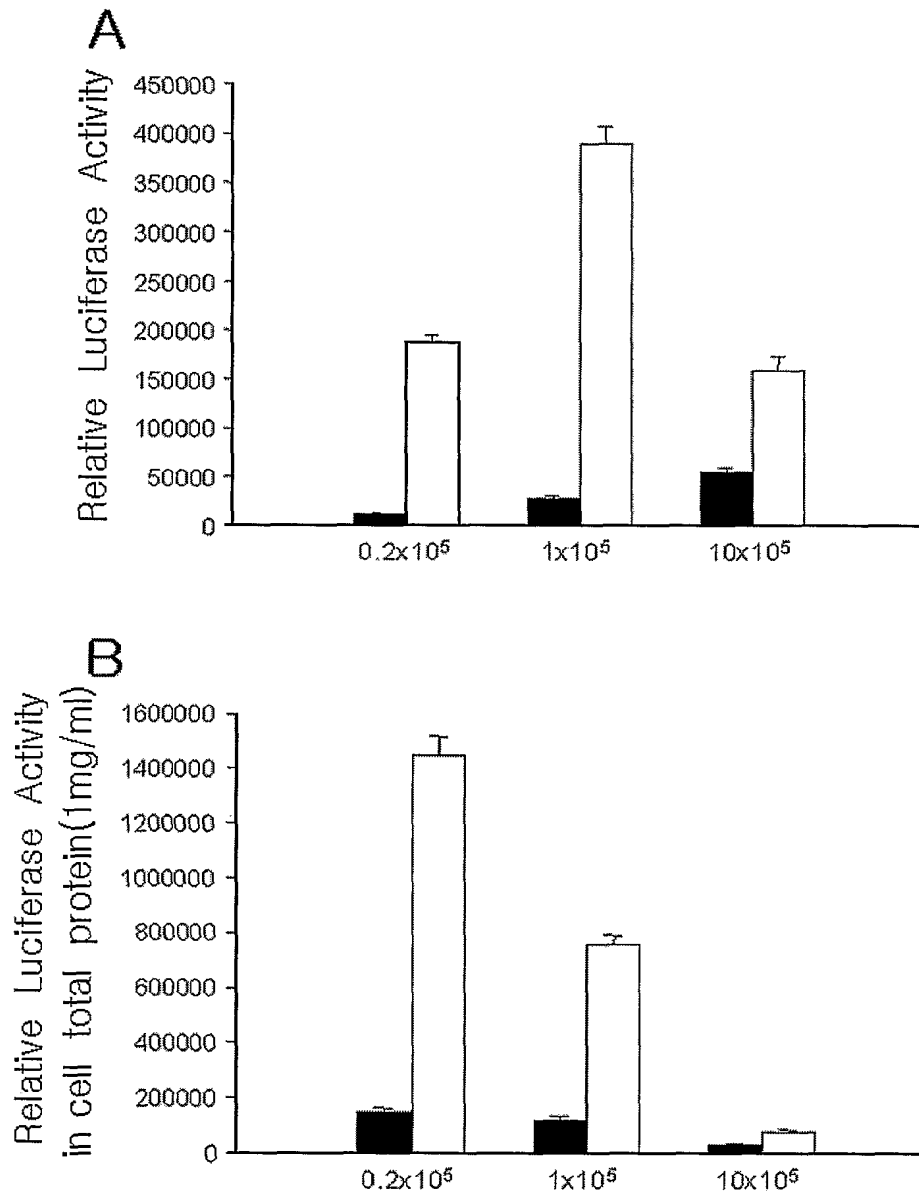 A
Relative Luciferase Activity
450000
400000
350000
300000
250000
200000
150000
100000
50000
0
0.2x10⁵ 1x10⁵ 10x10⁵
B
Relative Luciferase Activity
in cell total protein(1mg/ml)
1600000
1400000
1200000
1000000
800000
600000
400000
200000
0
0.2x10⁵ 1x10⁵ 10x10⁵